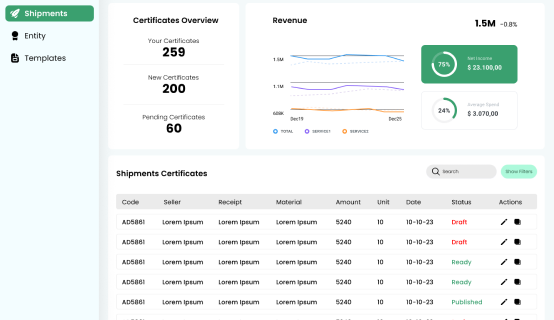 Shipments
Entity
Templates
Certificates Overview
Your Certificates
259
New Certificates
200
Pending Certificates
60
Revenue
1.5M -0.8%
1.5M
1.1M
600K
Dec19 Dec25
TOTAL SERVICE1 SERVICE2
75%
Net Income
$ 23.100,00
24%
Average Spend
$ 3.070,00
Shipments Certificates
Search
Show Filters
Code Seller Receipt Material Amount Unit Date Status Actions
AD5861 Lorem Ipsum Lorem Ipsum Lorem Ipsum 5240 10 10-10-23 Draft
AD5861 Lorem Ipsum Lorem Ipsum Lorem Ipsum 5240 10 10-10-23 Draft
AD5861 Lorem Ipsum Lorem Ipsum Lorem Ipsum 5240 10 10-10-23 Ready
AD5861 Lorem Ipsum Lorem Ipsum Lorem Ipsum 5240 10 10-10-23 Ready
AD5861 Lorem Ipsum Lorem Ipsum Lorem Ipsum 5240 10 10-10-23 Published